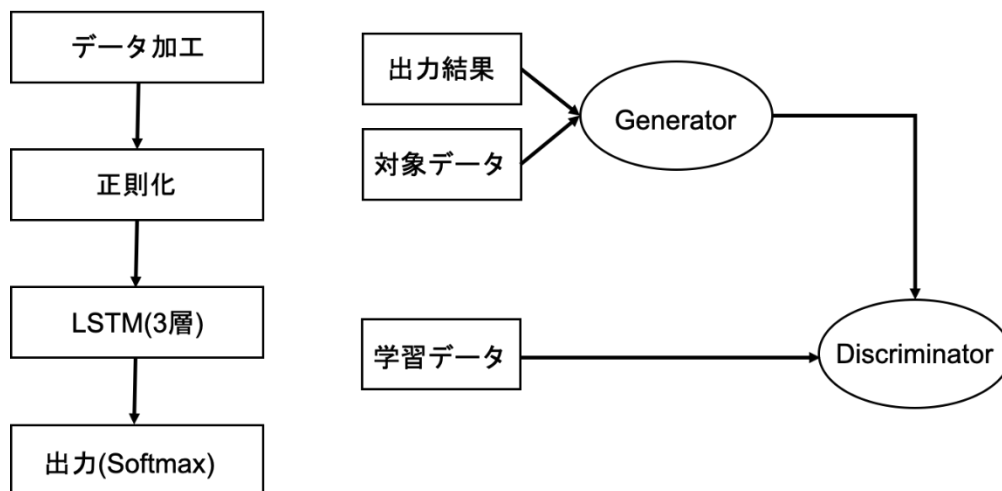 データ加工
正則化
LSTM(3層)
出力(Softmax)
出力結果
対象データ
Generator
学習データ
Discriminator